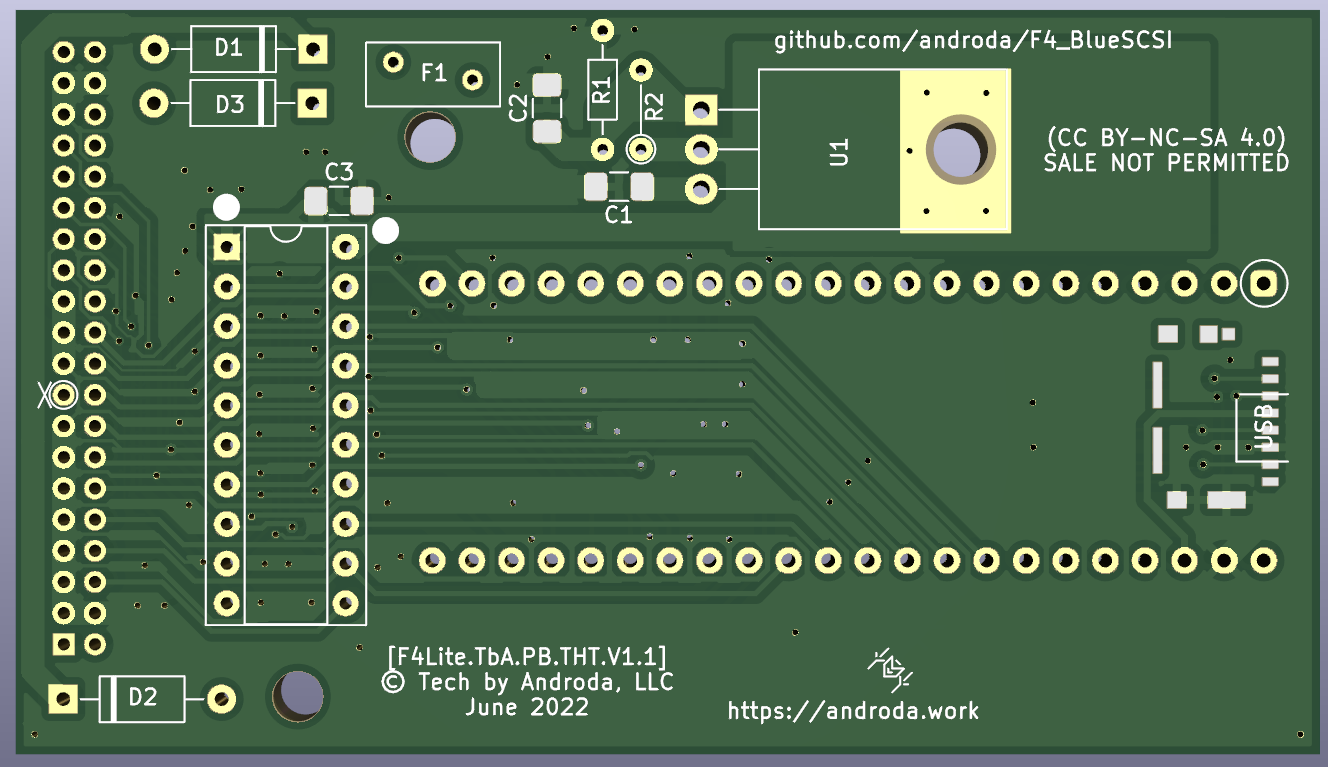 github.com/androda/F4_BlueSCSI
D1
D3
F1
C2
R1
R2
U1
(CC BY-NC-SA 4.0)
SALE NOT PERMITTED
C3
C1
X
USB
[F4Lite.TbA.PB.THT.V1.1]
© Tech by Androda, LLC
June 2022
D2
https://androda.work